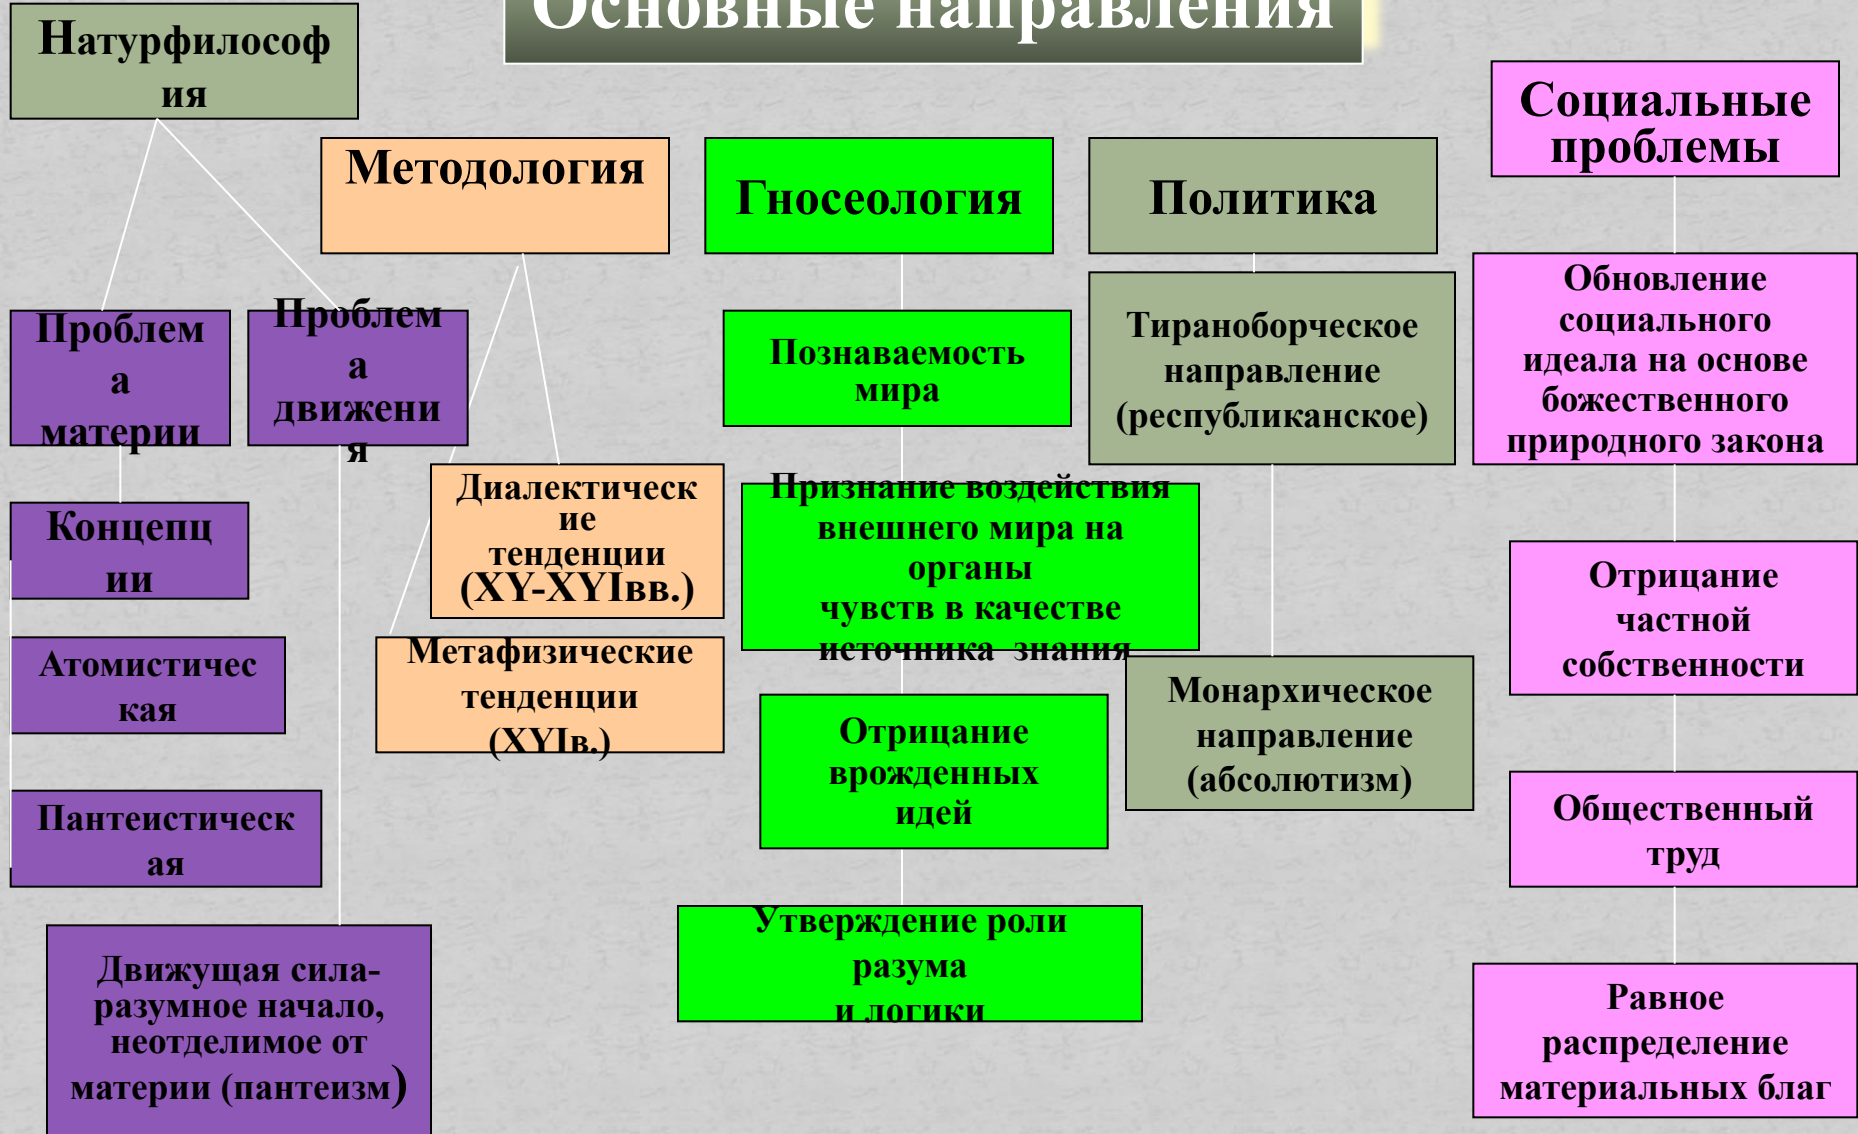 Основные направления
Натурфилософ
ия
Социальные
проблемы
Методология
Гносеология
Политика
Проблем
а
материи
Проблем
а
движени
я
Познаваемость
мира
Тираноборческое
направление
(республиканское)
Обновление
социального
идеала на основе
божественного
природного закона
Концепц
ии
Диалектическ
ие
тенденции
(XY-XYIвв.)
Признание воздействия
внешнего мира на
органы
чувств в качестве
источника знания
Отрицание
частной
собственности
Атомистичес
кая
Метафизические
тенденции
(XYIв.)
Отрицание
врожденных
идей
Монархическое
направление
(абсолютизм)
Общественный
труд
Пантеистическ
ая
Утверждение роли
разума
и логики
Движущая сила-
разумное начало,
неотделимое от
материи (пантеизм)
Равное
распределение
материальных благ